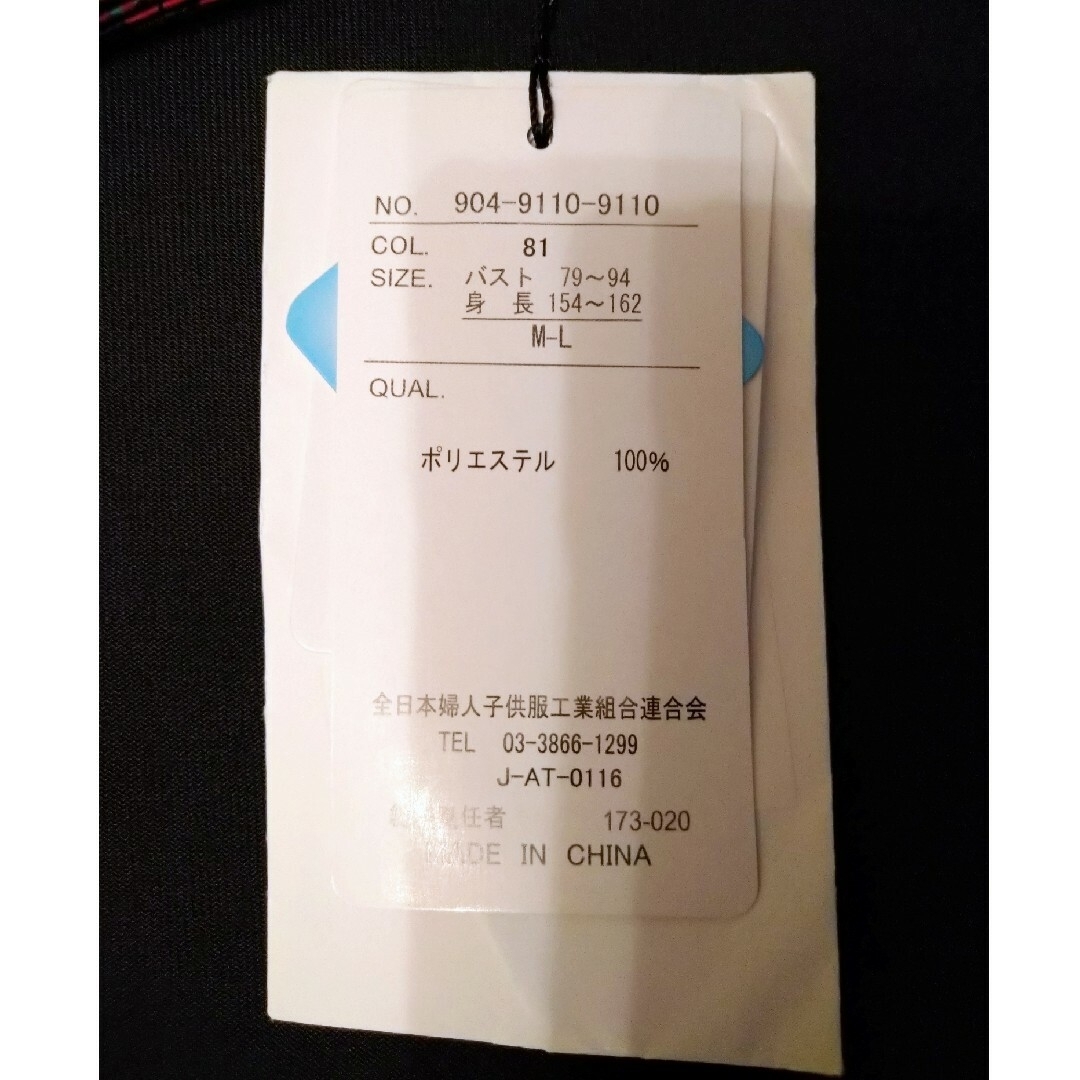 NO. 904-9110-9110
COL. 81
SIZE. バスト 79～94
身 長 154～162
M-L
QUAL.
ポリエステル 100%
全日本婦人子供服工業組合連合会
TEL 03-3866-1299
J-AT-0116
任者 173-020
MADE IN CHINA